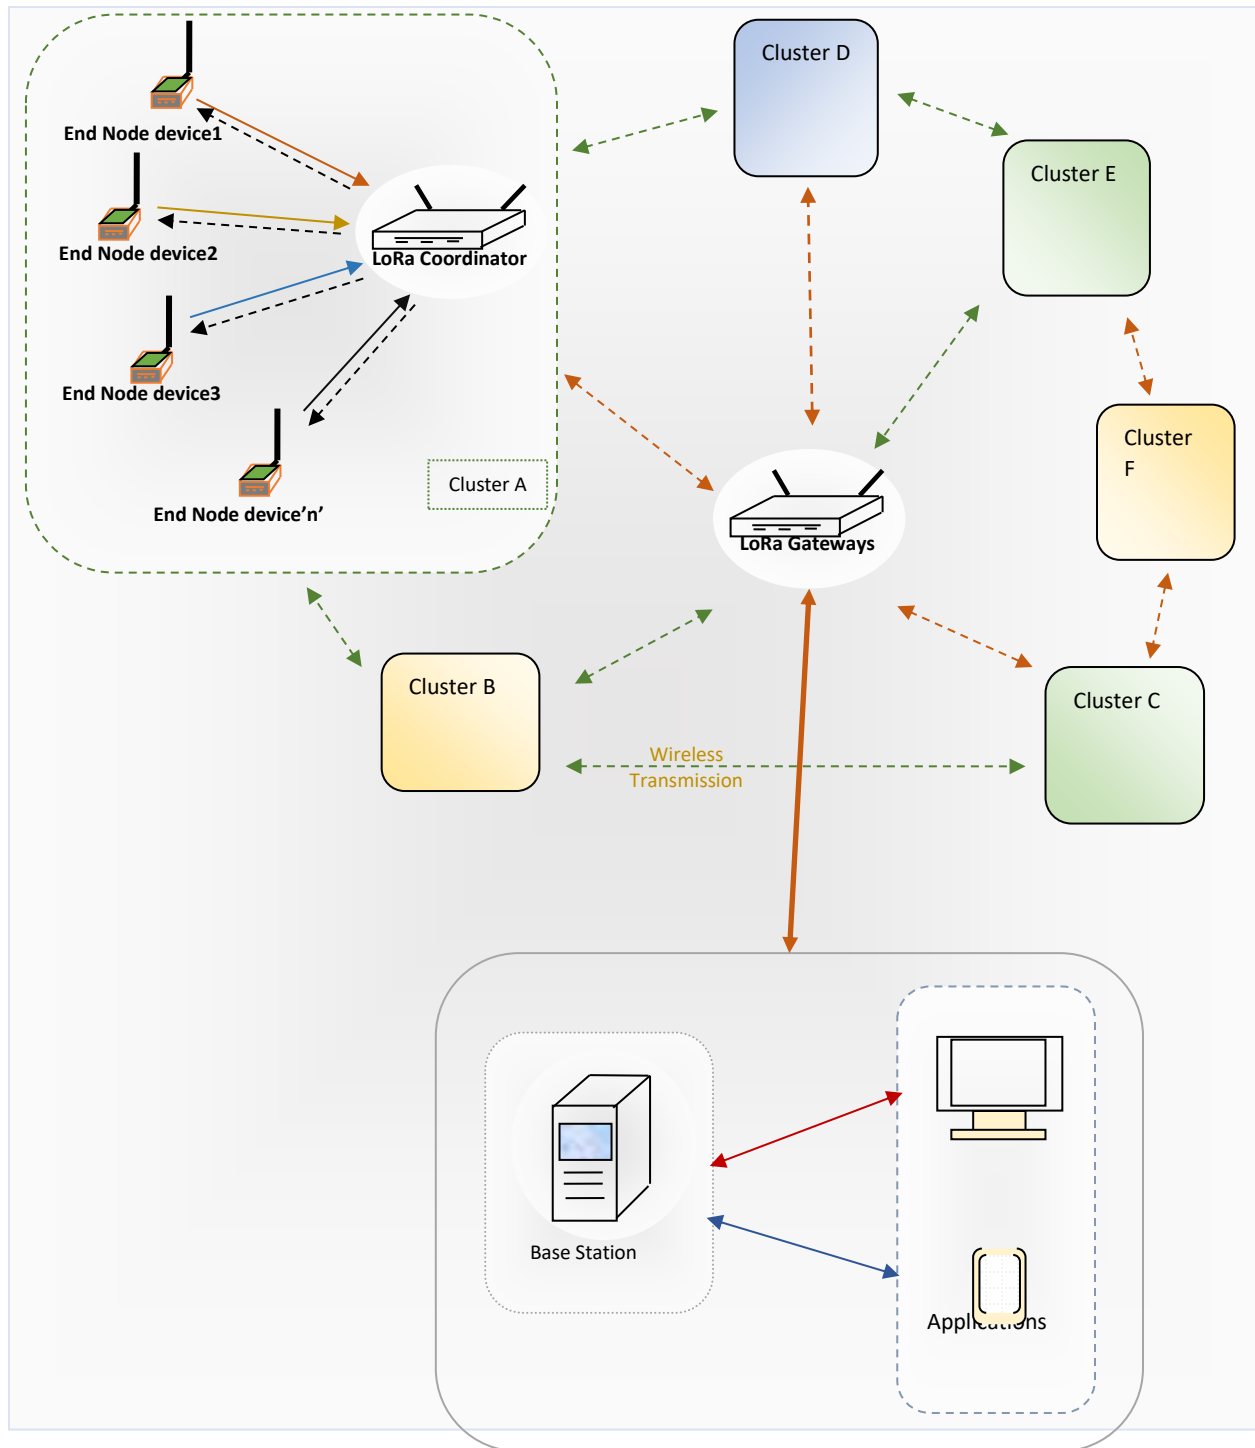 End Node device1
End Node device2
End Node device3
End Node device'n'
LoRa Coordinator
Cluster A
Cluster D
Cluster E
Cluster
F
LoRa Gateways
Cluster B
Cluster C
Wireless
Transmission
Base Station
Applications